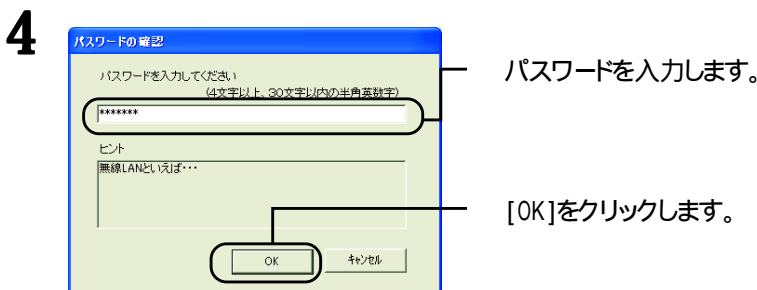 4
パスワードの確認
パスワードを入力してください
(4文字以上、30文字以内の半角英数字)
*******
パスワードを入力します。
ヒント
無線LANといえば・・・
[OK]をクリックします。
OK
キャンセル